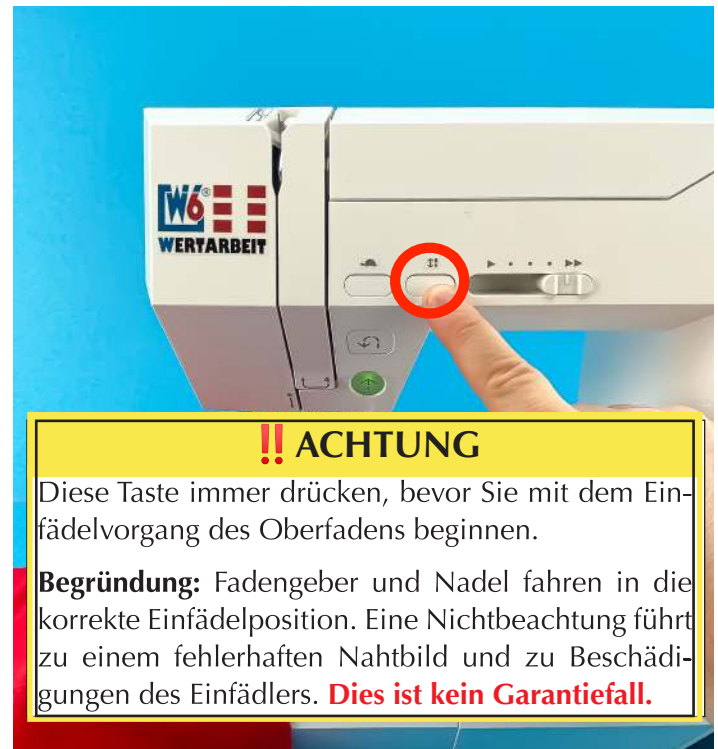 W6®
WERTARBEIT
‼ ACHTUNG
Diese Taste immer drücken, bevor Sie mit dem Ein-
fädelvorgang des Oberfadens beginnen.
Begründung: Fadengeber und Nadel fahren in die
korrekte Einfädelposition. Eine Nichtbeachtung führt
zu einem fehlerhaften Nahtbild und zu Beschädi-
gungen des Einfädlers. Dies ist kein Garantiefall.